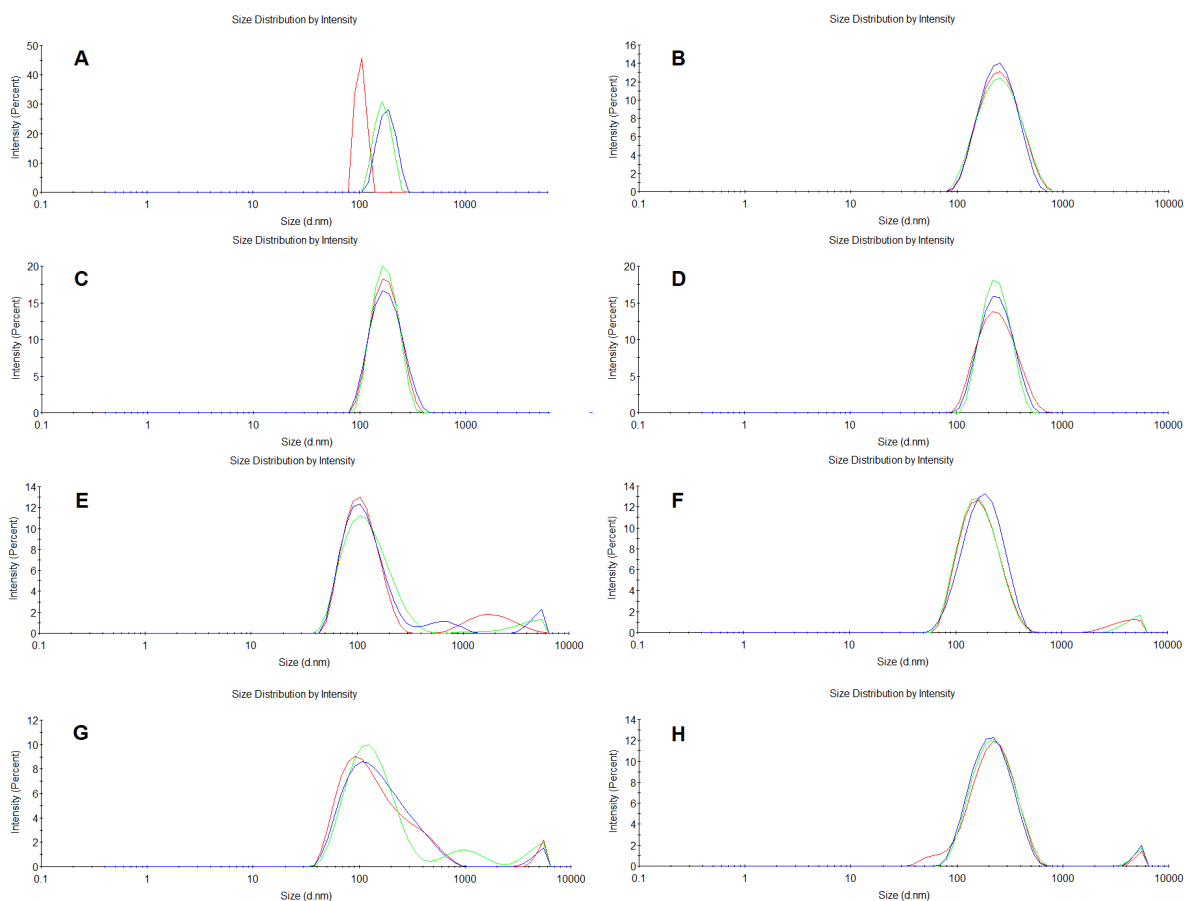 Size Distribution by Intensity
A
50
40
30
20
10
0
Intensity (Percent)
0.1 1 10 100 1000
Size (d.nm)
Size Distribution by Intensity
B
16
14
12
10
8
6
4
2
0
Intensity (Percent)
0.1 1 10 100 1000 10000
Size (d.nm)
Size Distribution by Intensity
C
20
15
10
5
0
Intensity (Percent)
0.1 1 10 100 1000
Size (d.nm)
Size Distribution by Intensity
D
20
15
10
5
0
Intensity (Percent)
0.1 1 10 100 1000 10000
Size (d.nm)
Size Distribution by Intensity
E
14
12
10
8
6
4
2
0
Intensity (Percent)
0.1 1 10 100 1000 10000
Size (d.nm)
Size Distribution by Intensity
F
14
12
10
8
6
4
2
0
Intensity (Percent)
0.1 1 10 100 1000 10000
Size (d.nm)
Size Distribution by Intensity
G
12
10
8
6
4
2
0
Intensity (Percent)
0.1 1 10 100 1000 10000
Size (d.nm)
Size Distribution by Intensity
H
14
12
10
8
6
4
2
0
Intensity (Percent)
0.1 1 10 100 1000 10000
Size (d.nm)